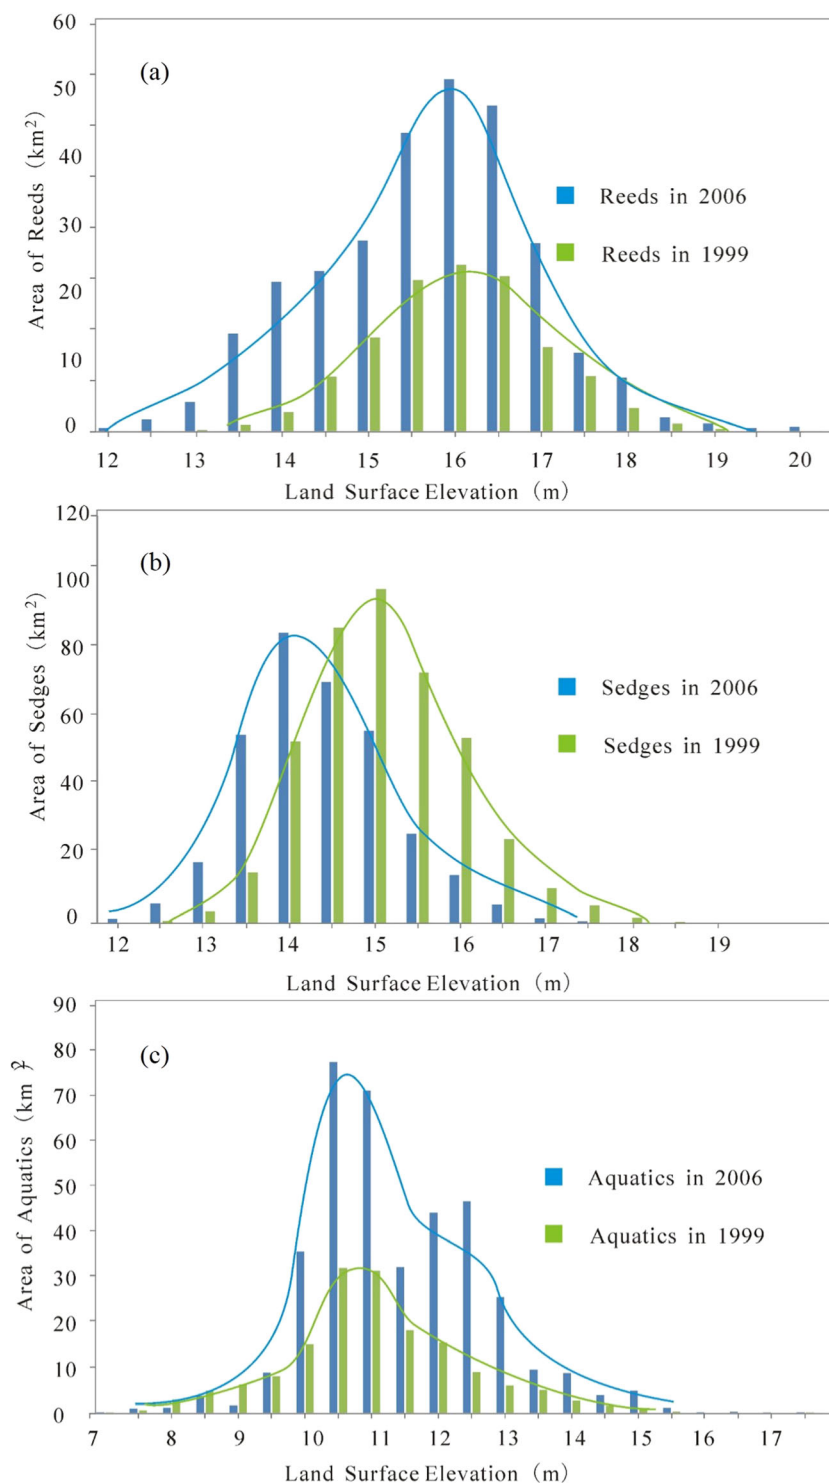 60
(a)
50
40
30
20
10
0
Area of Reeds (km²)
Reeds in 2006
Reeds in 1999
12 13 14 15 16 17 18 19 20
Land Surface Elevation (m)
120
(b)
100
80
60
40
20
0
Area of Sedges (km²)
Sedges in 2006
Sedges in 1999
12 13 14 15 16 17 18 19
Land Surface Elevation (m)
90
80
(c)
70
60
50
40
30
20
10
0
Area of Aquatics (km²)
Aquatics in 2006
Aquatics in 1999
7 8 9 10 11 12 13 14 15 16 17
Land Surface Elevation (m)